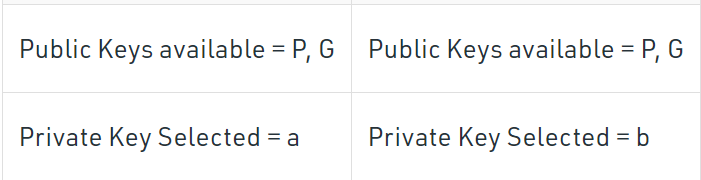 Public Keys available = P, G
Public Keys available = P, G
Private Key Selected = a
Private Key Selected = b